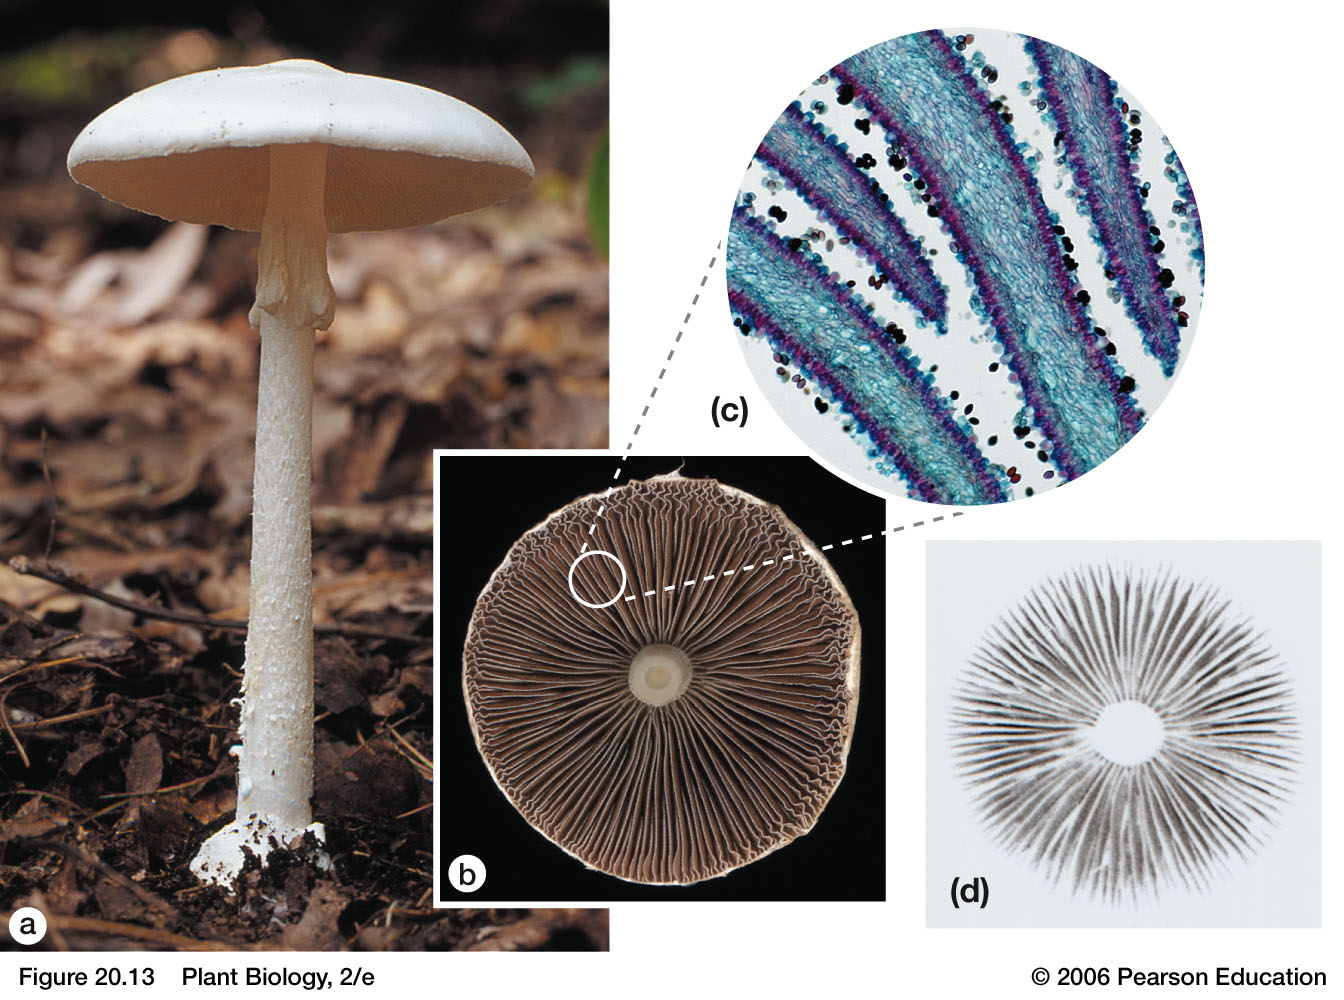 (c)
b
(d)
a
Figure 20.13 Plant Biology, 2/e
© 2006 Pearson Education